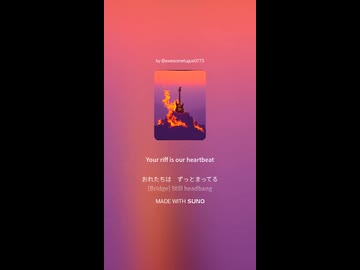 by @awesomefugue0773
Your riff is our heartbeat
おれたちは　ずっとまってる
[Bridge] Still headbang
MADE WITH SUNO